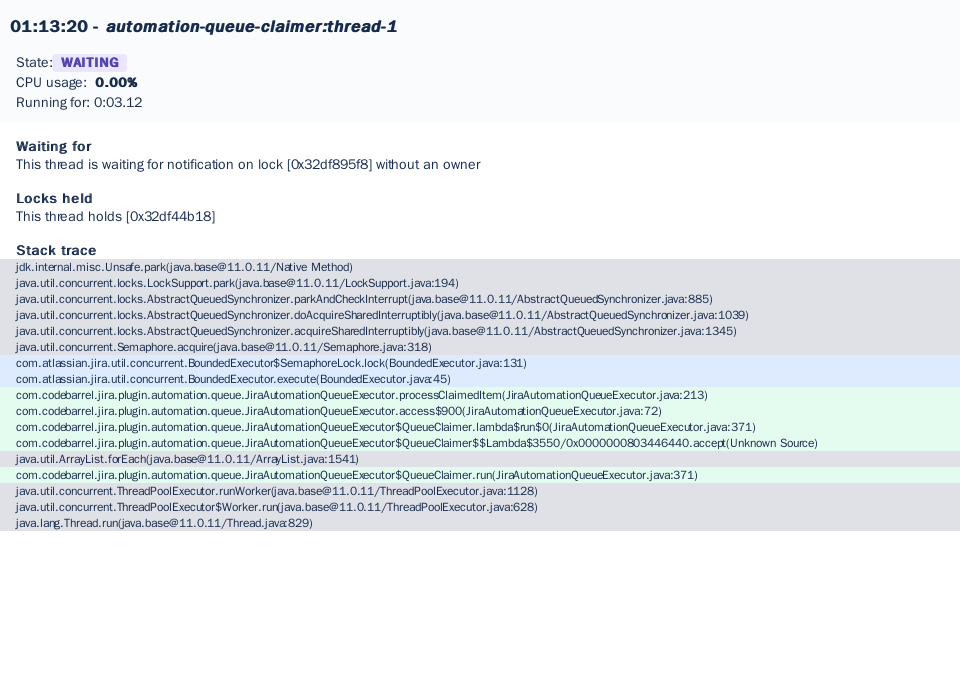 01:13:20 - automation-queue-claimer:thread-1
State: WAITING
CPU usage: 0.00%
Running for: 0:03.12
Waiting for
This thread is waiting for notification on lock [0x32df895f8] without an owner
Locks held
This thread holds [0x32df44b18]
Stack trace
jdk.internal.misc.Unsafe.park(java.base@11.0.11/Native Method)
java.util.concurrent.locks.LockSupport.park(java.base@11.0.11/LockSupport.java:194)
java.util.concurrent.locks.AbstractQueuedSynchronizer.parkAndCheckInterrupt(java.base@11.0.11/AbstractQueuedSynchronizer.java:885)
java.util.concurrent.locks.AbstractQueuedSynchronizer.doAcquireSharedInterruptibly(java.base@11.0.11/AbstractQueuedSynchronizer.java:1039)
java.util.concurrent.locks.AbstractQueuedSynchronizer.acquireSharedInterruptibly(java.base@11.0.11/AbstractQueuedSynchronizer.java:1345)
java.util.concurrent.Semaphore.acquire(java.base@11.0.11/Semaphore.java:318)
com.atlassian.jira.util.concurrent.BoundedExecutor$SemaphoreLock.lock(BoundedExecutor.java:131)
com.atlassian.jira.util.concurrent.BoundedExecutor.execute(BoundedExecutor.java:45)
com.codebarrel.jira.plugin.automation.queue.JiraAutomationQueueExecutor.processClaimedItem(JiraAutomationQueueExecutor.java:213)
com.codebarrel.jira.plugin.automation.queue.JiraAutomationQueueExecutor.access$900(JiraAutomationQueueExecutor.java:72)
com.codebarrel.jira.plugin.automation.queue.JiraAutomationQueueExecutor$QueueClaimer.lambda$run$0(JiraAutomationQueueExecutor.java:371)
com.codebarrel.jira.plugin.automation.queue.JiraAutomationQueueExecutor$QueueClaimer$$Lambda$3550/0x0000000803446440.accept(Unknown Source)
java.util.ArrayList.forEach(java.base@11.0.11/ArrayList.java:1541)
com.codebarrel.jira.plugin.automation.queue.JiraAutomationQueueExecutor$QueueClaimer.run(JiraAutomationQueueExecutor.java:371)
java.util.concurrent.ThreadPoolExecutor.runWorker(java.base@11.0.11/ThreadPoolExecutor.java:1128)
java.util.concurrent.ThreadPoolExecutor$Worker.run(java.base@11.0.11/ThreadPoolExecutor.java:628)
java.lang.Thread.run(java.base@11.0.11/Thread.java:829)